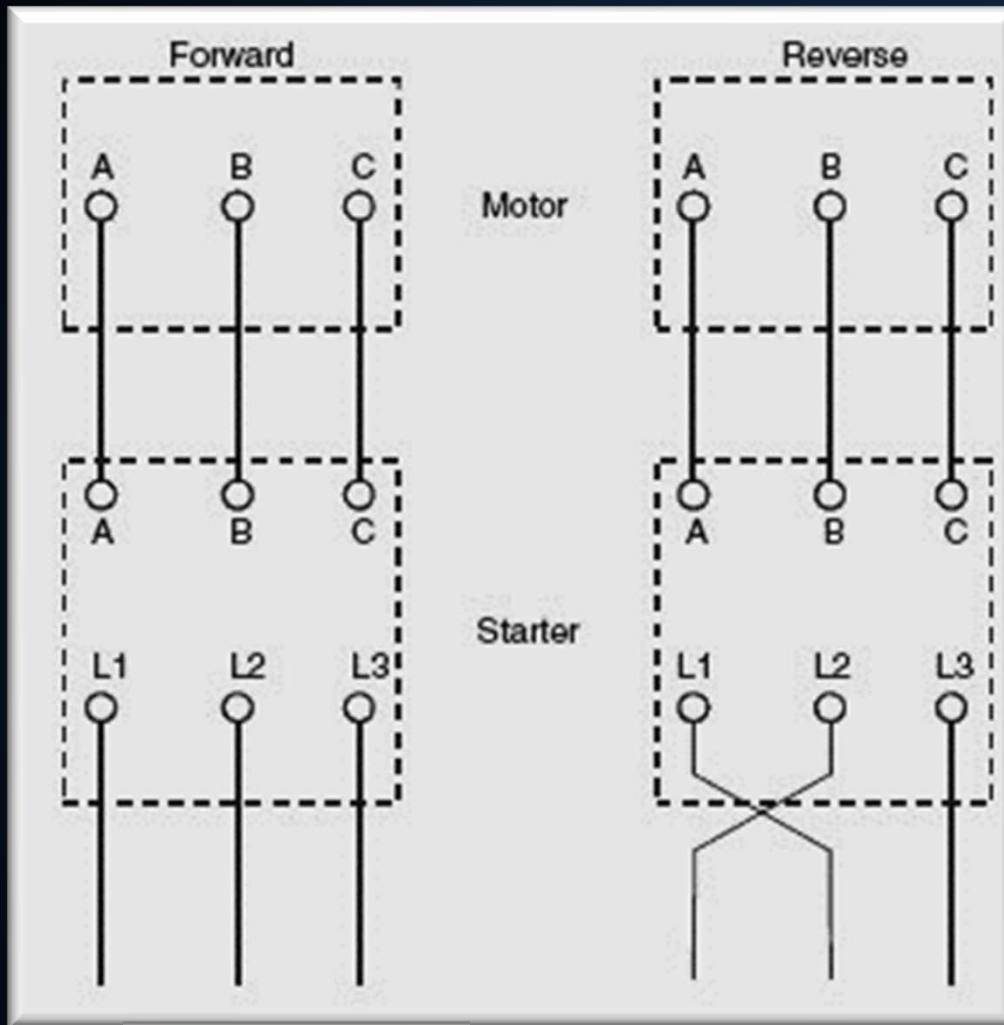 Forward Reverse
A B C A B C
Motor
A B C A B C
Starter
L1 L2 L3 L1 L2 L3